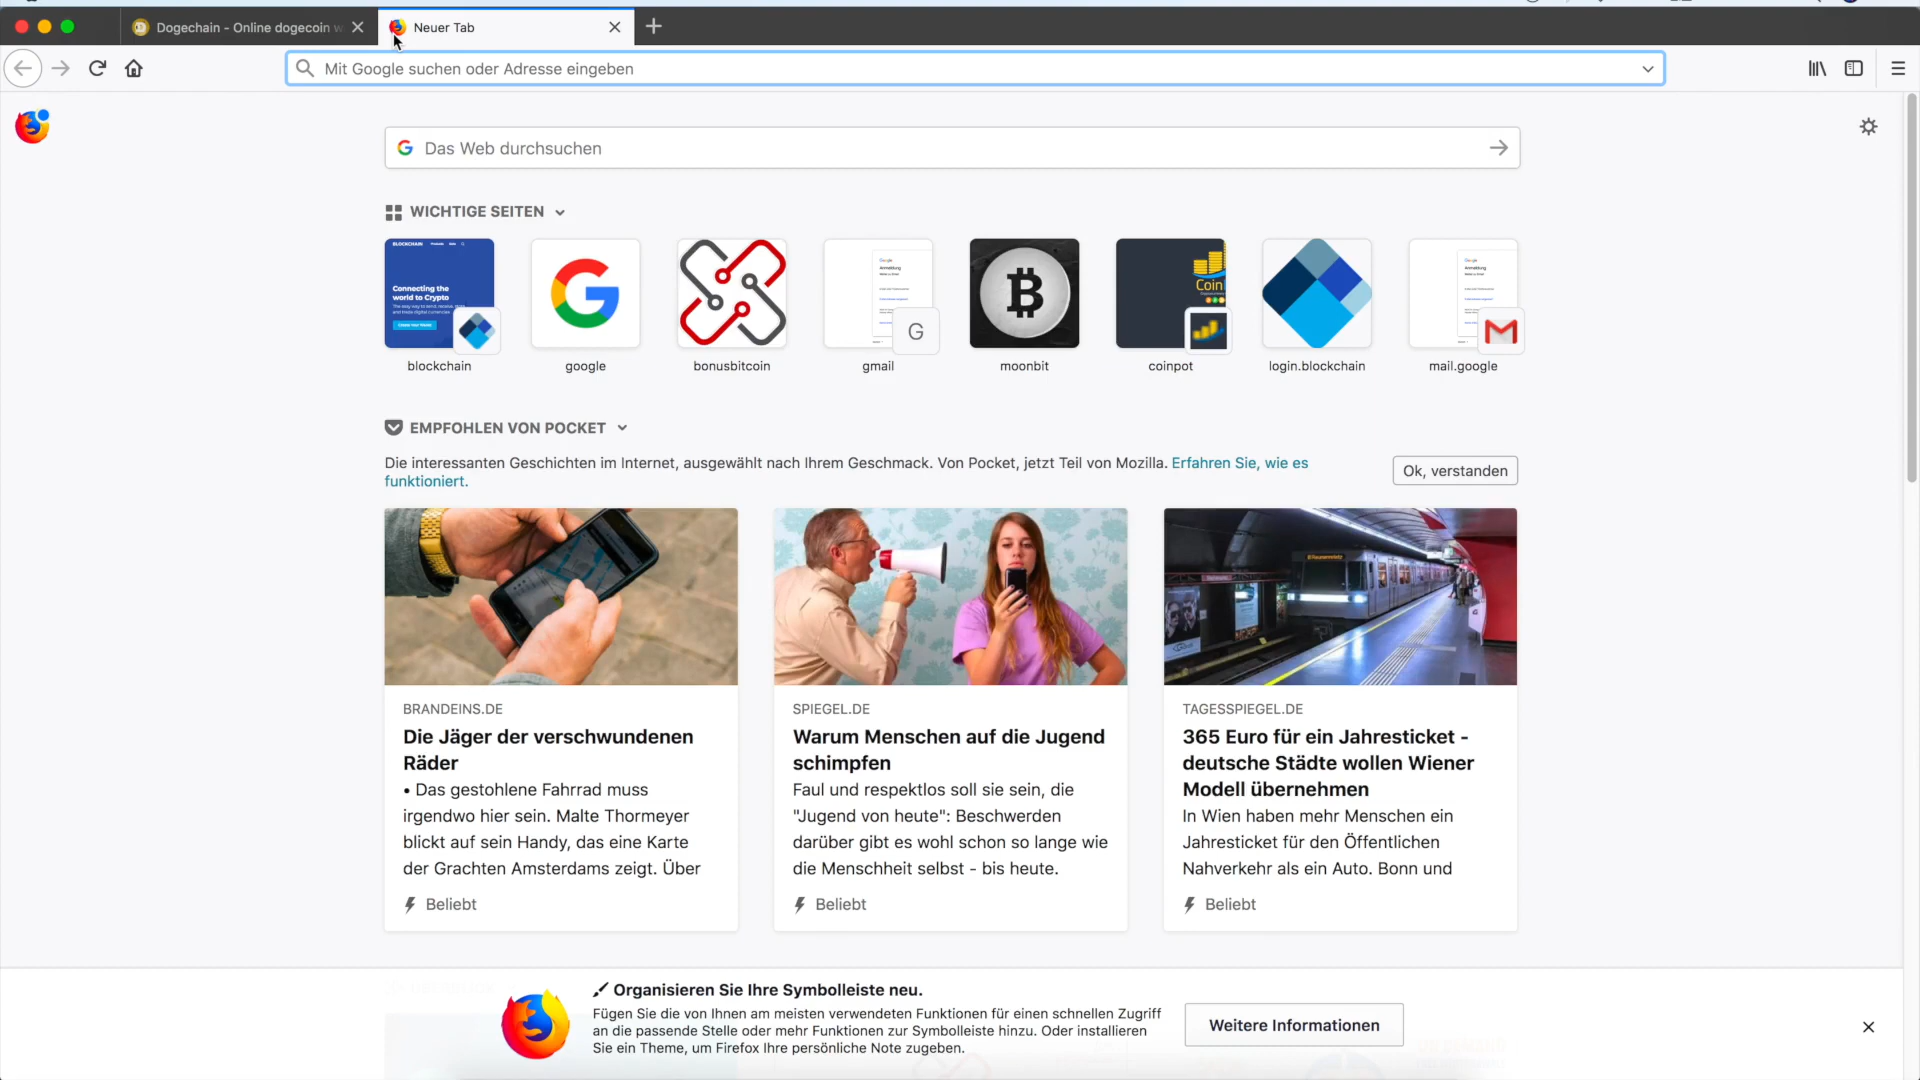 Dogechain - Online dogecoin w
Neuer Tab
Mit Google suchen oder Adresse eingeben
Das Web durchsuchen
WICHTIGE SEITEN
BLOCKCHAIN
Connecting the
world to Crypto
Coin
G
blockchain
google
bonusbitcoin
gmail
moonbit
coinpot
login.blockchain
mail.google
EMPFOHLEN VON POCKET
Die interessanten Geschichten im Internet, ausgewählt nach Ihrem Geschmack. Von Pocket, jetzt Teil von Mozilla. Erfahren Sie, wie es
funktioniert.
Ok, verstanden
BRANDEINS.DE
Die Jäger der verschwundenen
Räder
• Das gestohlene Fahrrad muss
irgendwo hier sein. Malte Thormeyer
blickt auf sein Handy, das eine Karte
der Grachten Amsterdams zeigt. Über
Beliebt
SPIEGEL.DE
Warum Menschen auf die Jugend
schimpfen
Faul und respektlos soll sie sein, die
"Jugend von heute": Beschwerden
darüber gibt es wohl schon so lange wie
die Menschheit selbst - bis heute.
Beliebt
TAGESSPIEGEL.DE
365 Euro für ein Jahresticket -
deutsche Städte wollen Wiener
Modell übernehmen
In Wien haben mehr Menschen ein
Jahresticket für den Öffentlichen
Nahverkehr als ein Auto. Bonn und
Beliebt
Organisieren Sie Ihre Symbolleiste neu.
Fügen Sie die von Ihnen am meisten verwendeten Funktionen für einen schnellen Zugriff
an die passende Stelle oder mehr Funktionen zur Symbolleiste hinzu. Oder installieren
Sie ein Theme, um Firefox Ihre persönliche Note zugeben.
Weitere Informationen